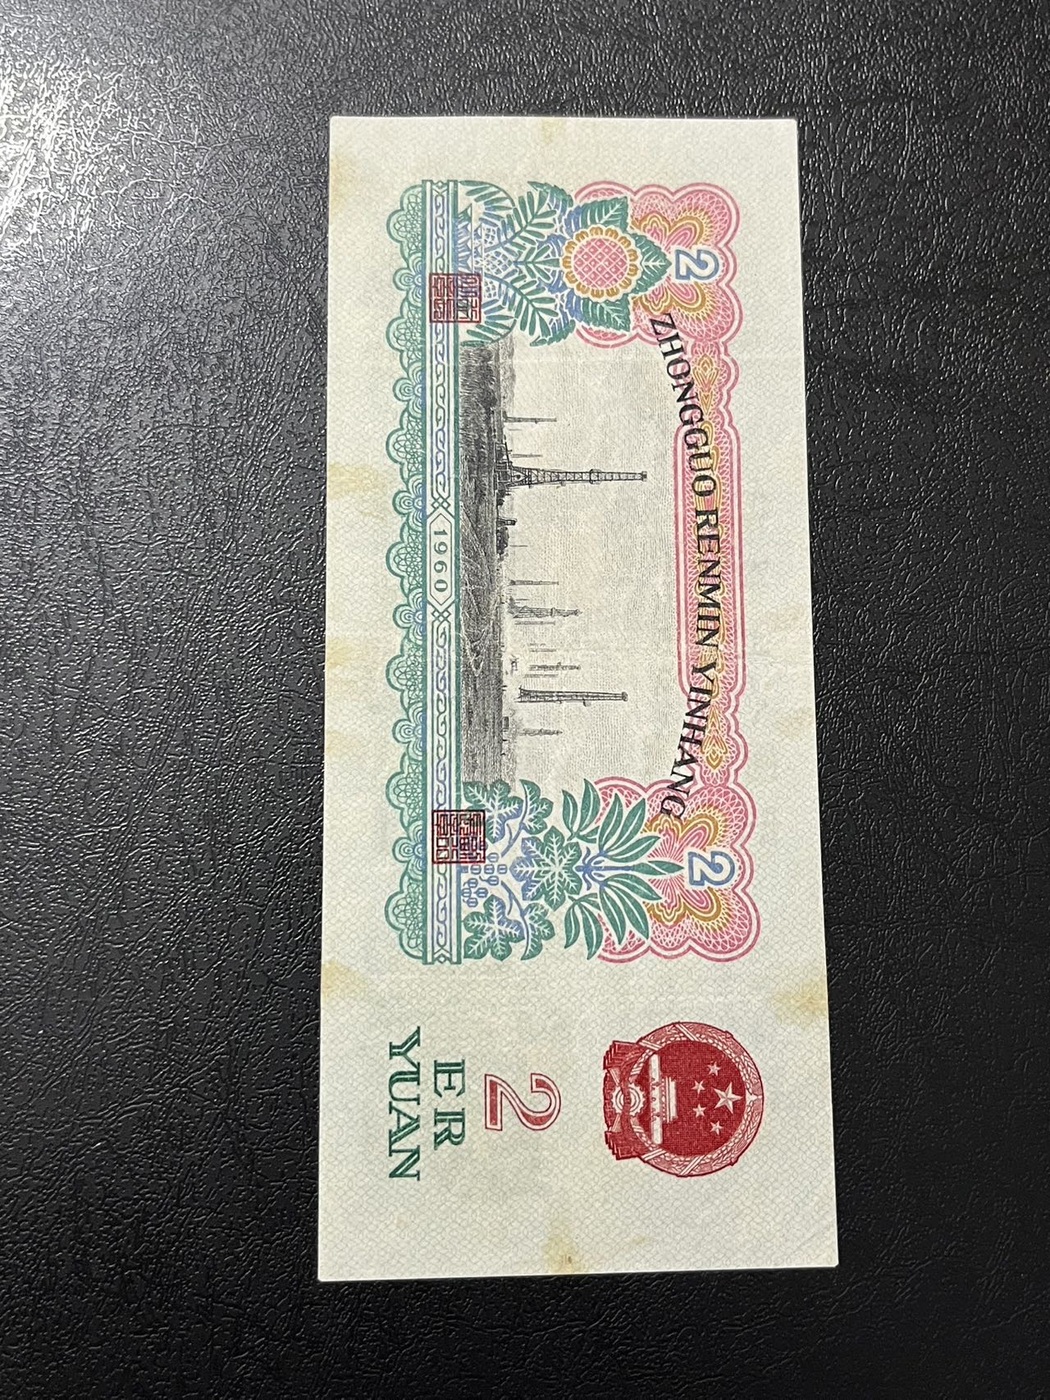 ZHONGGUO RENMIN YINHANG
2
2
1960
2
ER
YUAN